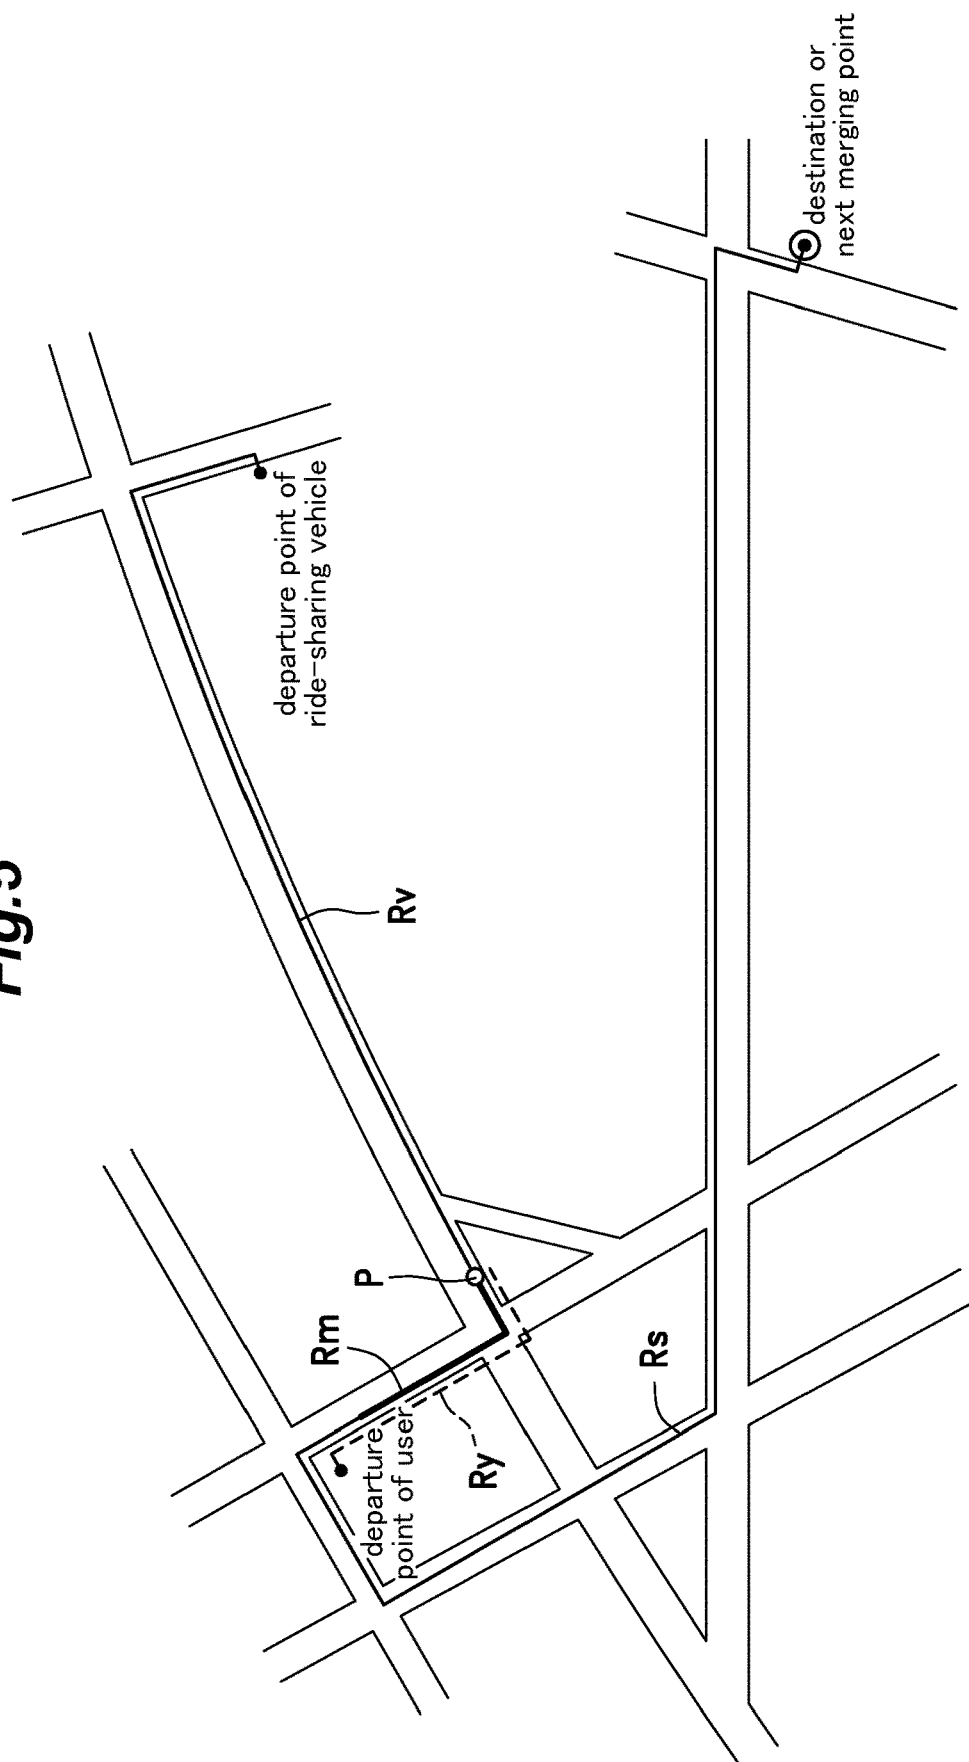 Fig.5
destination or
next merging point
departure point of
ride-sharing vehicle
Rv
P
Rm
Rs
departure
point of user
Ry